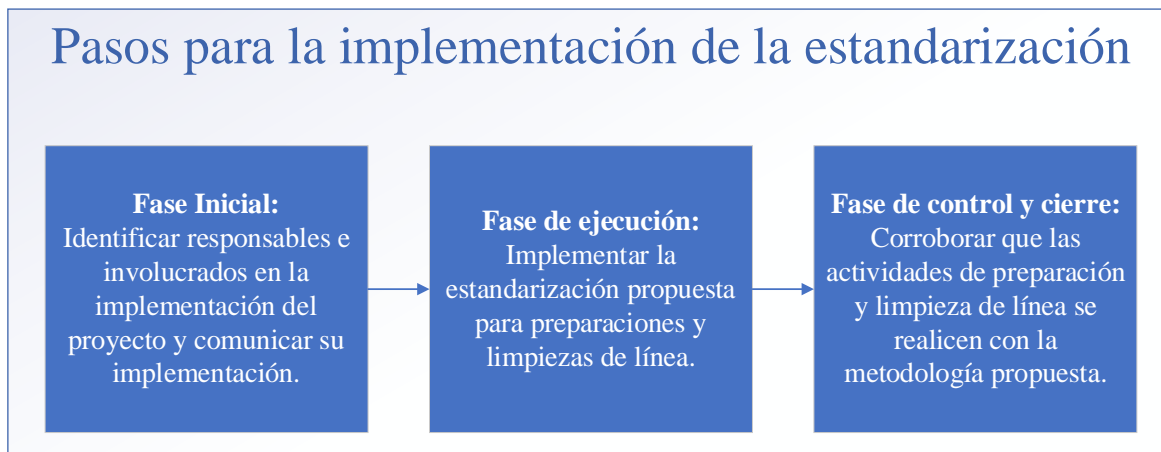 Pasos para la implementación de la estandarización
Fase Inicial:
Identificar responsables e
involucrados en la
implementación del
proyecto y comunicar su
implementación.
Fase de ejecución:
Implementar la
estandarización propuesta
para preparaciones y
limpiezas de línea.
Fase de control y cierre:
Corroborar que las
actividades de preparación
y limpieza de línea se
realicen con la
metodología propuesta.